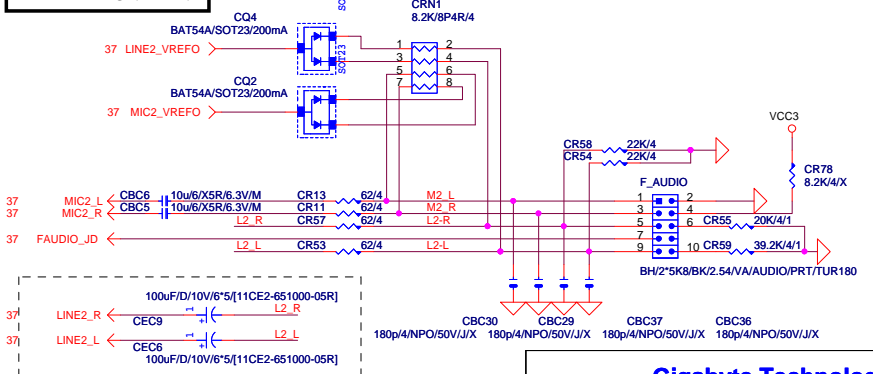 CRN1
8.2K/8P4R/4
CQ4
BAT54A/SOT23/200mA
SO
SOT23
37 LINE2_VREFO
1 2
3 4
5 6
7 8
CQ2
BAT54A/SOT23/200mA
37 MIC2_VREFO
VCC3
CR58 22K/4
CR54 22K/4
CR78
8.2K/4/X
F_AUDIO
37 MIC2_L CBC6 10u/6/X5R/6.3V/M CR13 62/4 M2_L 1 2
37 MIC2_R CBC5 10u/6/X5R/6.3V/M CR11 62/4 M2_R 3 4
L2_R CR57 62/4 L2-R 5 6 CR55 20K/4/1
37 FAUDIO_JD 7
L2_L CR53 62/4 L2-L 9 10 CR59 39.2K/4/1
BH/2*5K8/BK/2.54/VA/AUDIO/PRT/TUR180
100uF/D/10V/6*5/[11CE2-651000-05R]
37 LINE2_R 1 + L2_R
CEC9
37 LINE2_L 1 + L2_L
CEC6
100uF/D/10V/6*5/[11CE2-651000-05R]
CBC30 CBC29 CBC37 CBC36
180p/4/NPO/50V/J/X 180p/4/NPO/50V/J/X 180p/4/NPO/50V/J/X 180p/4/NPO/50V/J/X